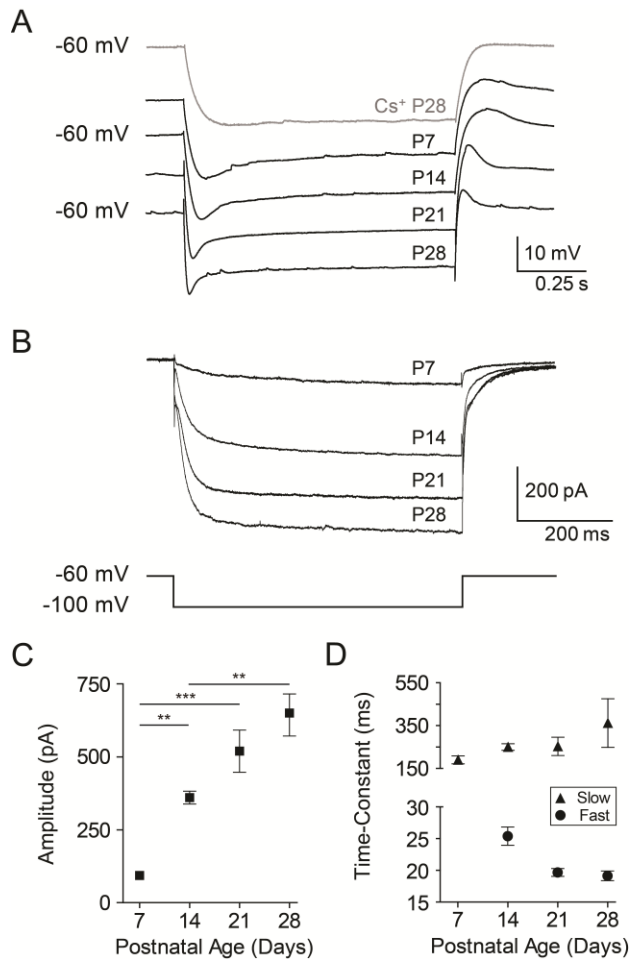 A
-60 mV
Cs⁺ P28
P7
-60 mV
P14
P21
-60 mV
P28
10 mV
0.25 s
B
P7
P14
P21
P28
200 pA
200 ms
-60 mV
-100 mV
C
Amplitude (pA)
750
500
250
0
**
***
**
7 14 21 28
Postnatal Age (Days)
D
Time-Constant (ms)
550
350
150
25
20
15
Slow
Fast
7 14 21 28
Postnatal Age (Days)